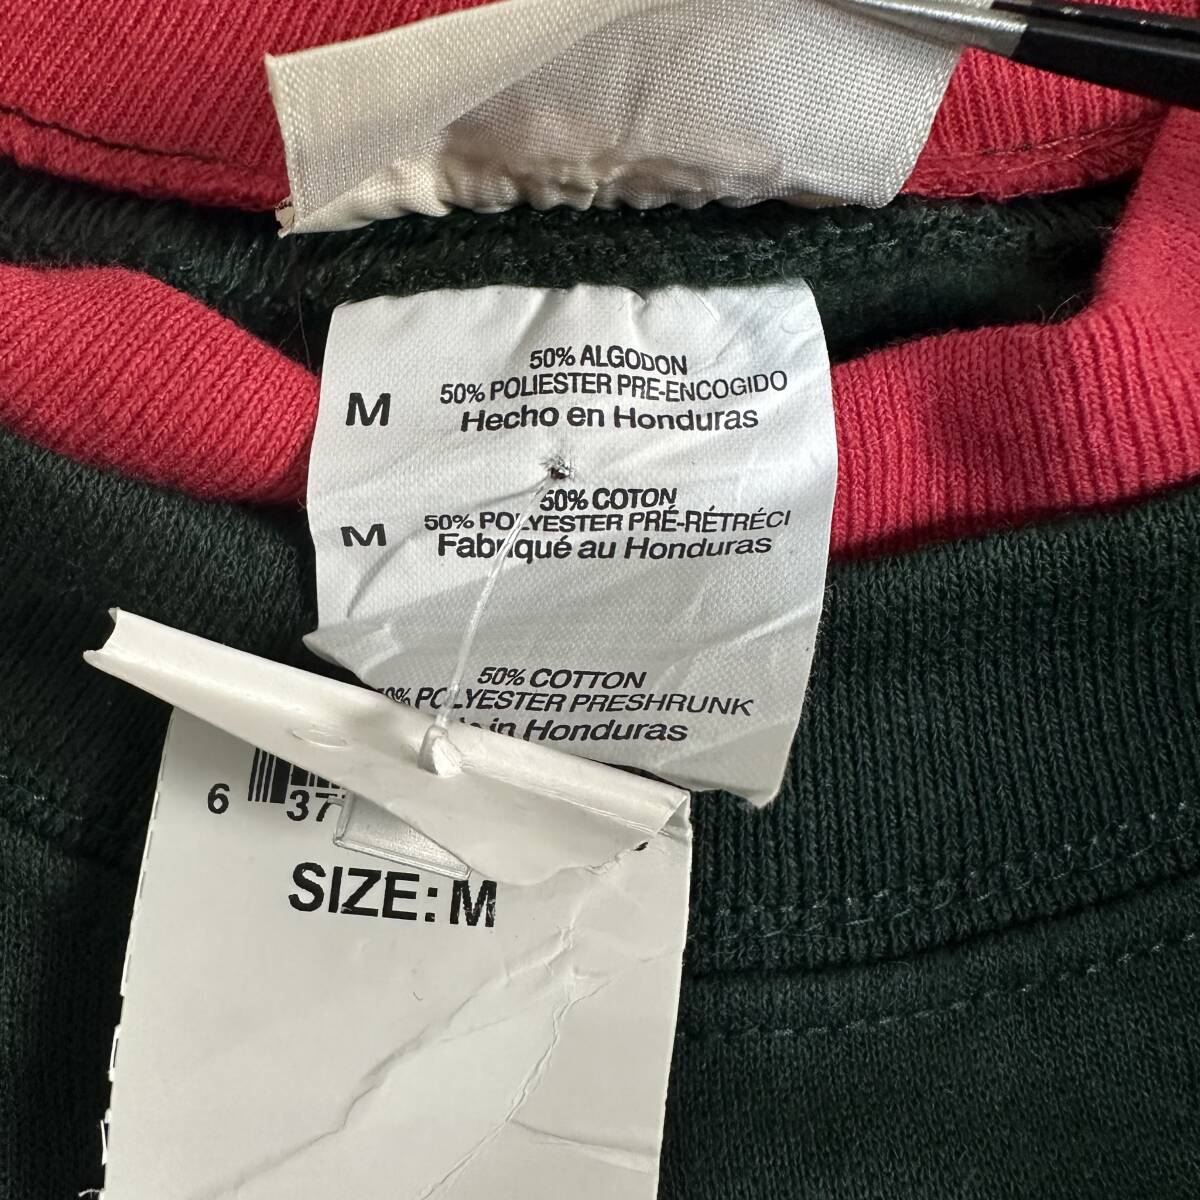 50% ALGODON
50% POLIESTER PRE-ENCOGIDO
M
Hecho en Honduras
50% COTON
50% POLYESTER PRÉ-RÉTRÉCI
M
Fabriqué au Honduras
50% COTTON
POLYESTER PRESHRUNK
in Honduras
6 37
SIZE: M